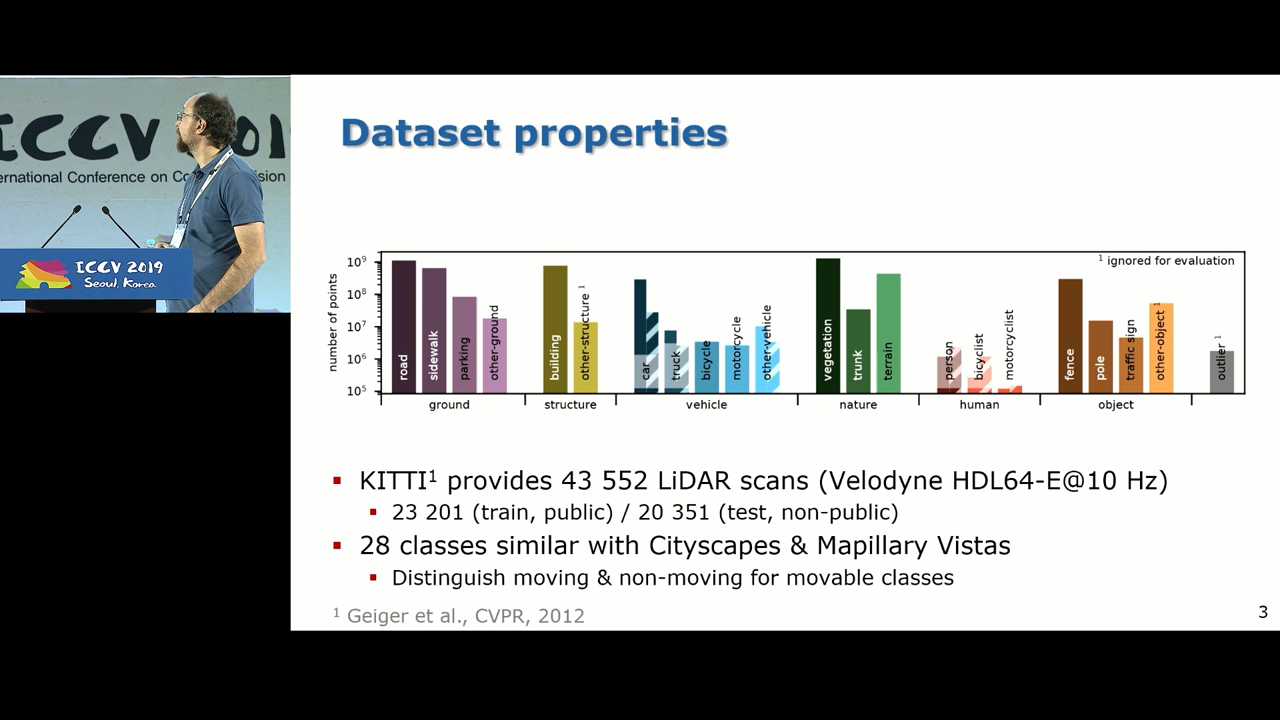 ICCV 2019
International Conference on Computer Vision
ICCV 2019
Seoul, Korea
Dataset properties
number of points
10⁹
10⁸
10⁷
10⁶
10⁵
¹ ignored for evaluation
road
sidewalk
parking
other-ground
building
other-structure ¹
car
truck
bicycle
motorcycle
other-vehicle
vegetation
trunk
terrain
person
bicyclist
motorcyclist
fence
pole
traffic sign
other-object ¹
outlier ¹
ground
structure
vehicle
nature
human
object
▪ KITTI¹ provides 43 552 LiDAR scans (Velodyne HDL64-E@10 Hz)
▪ 23 201 (train, public) / 20 351 (test, non-public)
▪ 28 classes similar with Cityscapes & Mapillary Vistas
▪ Distinguish moving & non-moving for movable classes
¹ Geiger et al., CVPR, 2012
3